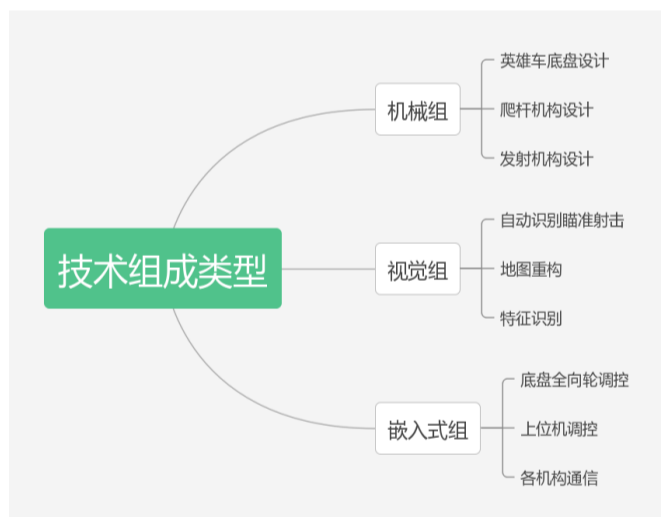 技术组成类型
机械组
英雄车底盘设计
爬杆机构设计
发射机构设计
视觉组
自动识别瞄准射击
地图重构
特征识别
嵌入式组
底盘全向轮调控
上位机调控
各机构通信